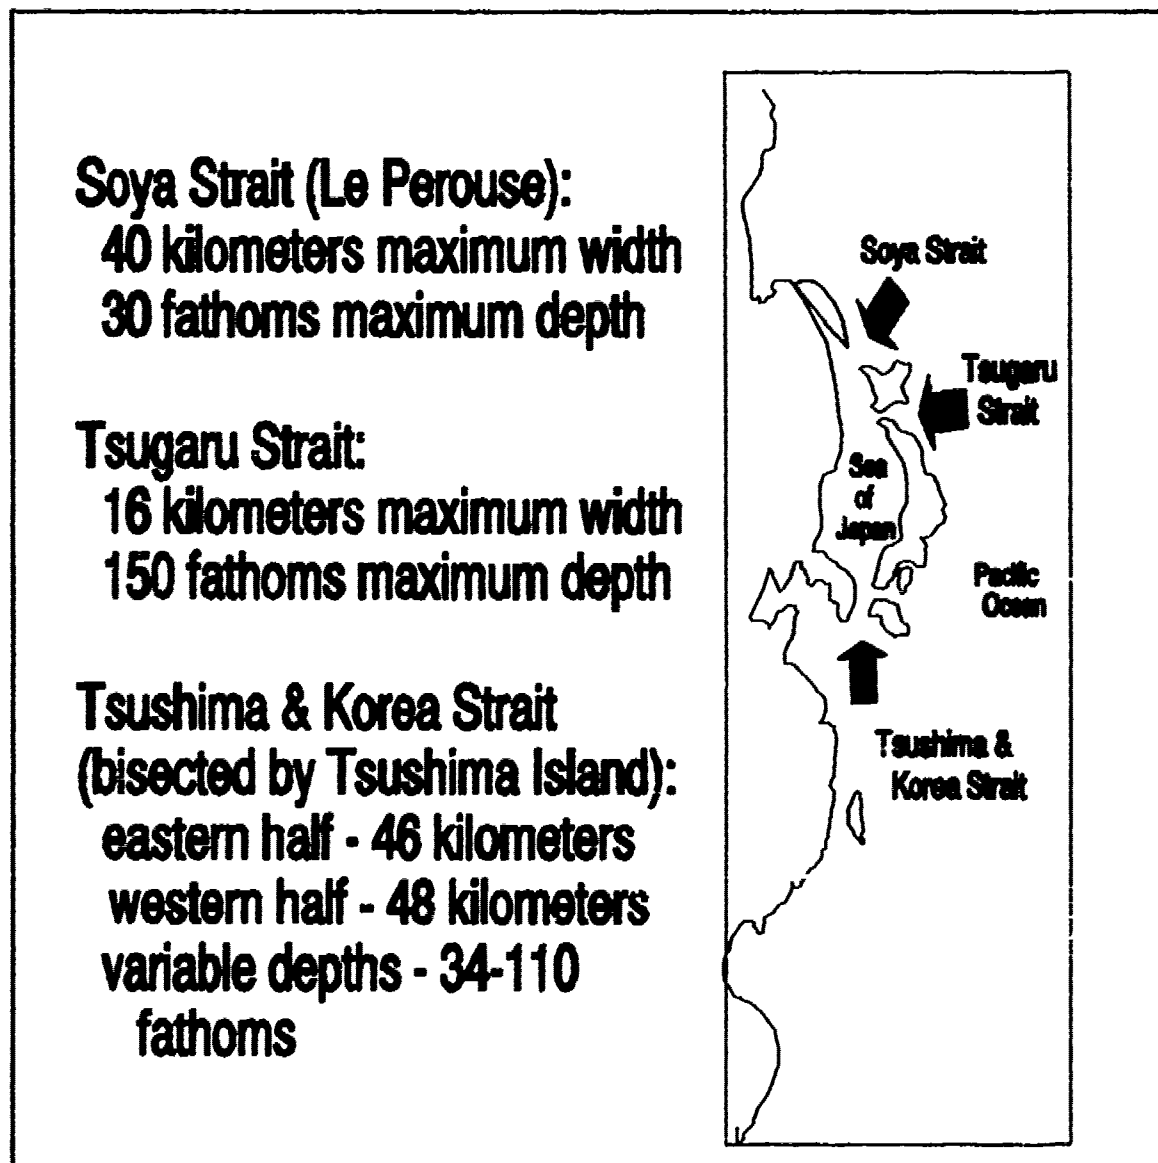 Soya Strait (Le Perouse):
40 kilometers maximum width
30 fathoms maximum depth
Tsugaru Strait:
16 kilometers maximum width
150 fathoms maximum depth
Tsushima & Korea Strait
(bisected by Tsushima Island):
eastern half - 46 kilometers
western half - 48 kilometers
variable depths - 34-110
fathoms
Soya Strait
Tsugaru
Strait
Sea
of
Japan
Pacific
Ocean
Tsushima &
Korea Strait